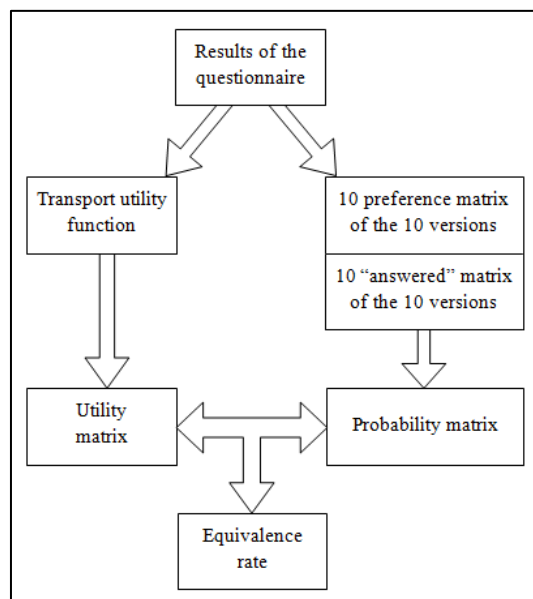 Results of the
questionnaire
Transport utility
function
10 preference matrix
of the 10 versions
10 “answered” matrix
of the 10 versions
Utility
matrix
Probability matrix
Equivalence
rate